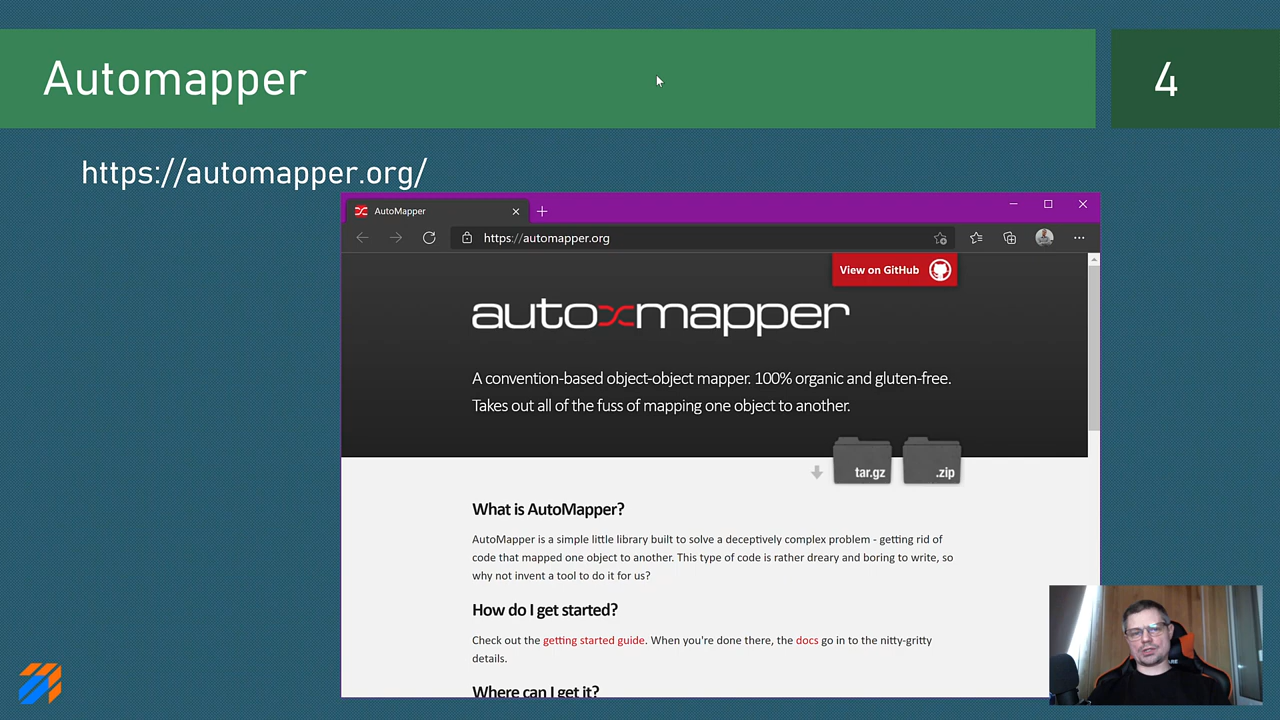 Automapper
4
https://automapper.org/
AutoMapper
https://automapper.org
View on GitHub
automapper
A convention-based object-object mapper. 100% organic and gluten-free.
Takes out all of the fuss of mapping one object to another.
tar.gz
.zip
What is AutoMapper?
AutoMapper is a simple little library built to solve a deceptively complex problem - getting rid of
code that mapped one object to another. This type of code is rather dreary and boring to write, so
why not invent a tool to do it for us?
How do I get started?
Check out the getting started guide. When you're done there, the docs go in to the nitty-gritty
details.
Where can I get it?